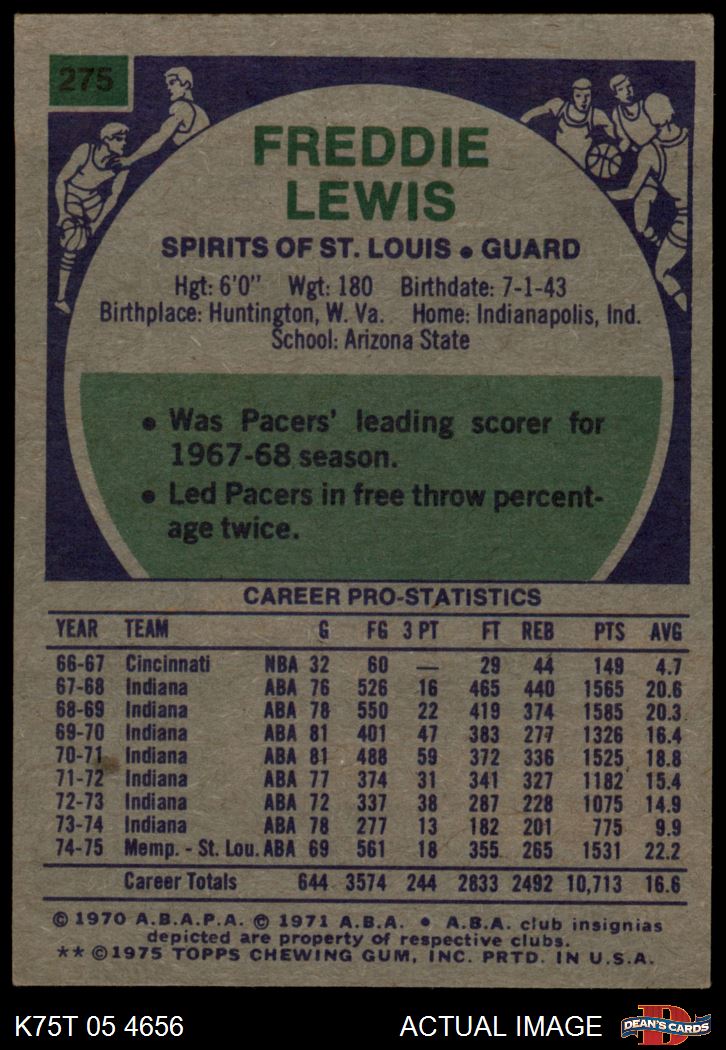 275
FREDDIE
LEWIS
SPIRITS OF ST. LOUIS • GUARD
Hgt: 6'0" Wgt: 180 Birthdate: 7-1-43
Birthplace: Huntington, W. Va. Home: Indianapolis, Ind.
School: Arizona State
• Was Pacers' leading scorer for
1967-68 season.
• Led Pacers in free throw percent-
age twice.
CAREER PRO-STATISTICS
YEAR TEAM G FG 3 PT FT REB PTS AVG
66-67 Cincinnati NBA 32 60 — 29 44 149 4.7
67-68 Indiana ABA 76 526 16 465 440 1565 20.6
68-69 Indiana ABA 78 550 22 419 374 1585 20.3
69-70 Indiana ABA 81 401 47 383 277 1326 16.4
70-71 Indiana ABA 81 488 59 372 336 1525 18.8
71-72 Indiana ABA 77 374 31 341 327 1182 15.4
72-73 Indiana ABA 72 337 38 287 228 1075 14.9
73-74 Indiana ABA 78 277 13 182 201 775 9.9
74-75 Memp. - St. Lou. ABA 69 561 18 355 265 1531 22.2
Career Totals 644 3574 244 2833 2492 10,713 16.6
© 1970 A.B.A.P.A. © 1971 A.B.A. • A.B.A. club insignias
depicted are property of respective clubs.
** © 1975 TOPPS CHEWING GUM, INC. PRTD. IN U.S.A.
K75T 05 4656 ACTUAL IMAGE
D
DEAN'S CARDS